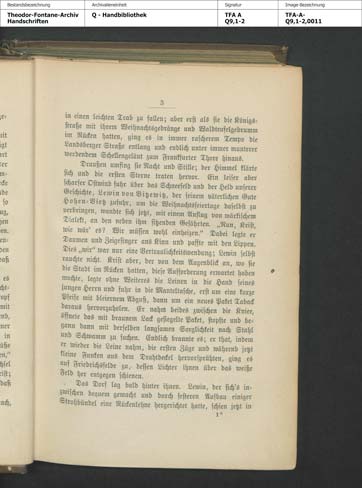 Bestandsbezeichnung Archivalieneinheit Signatur Image-Bezeichnung
Theodor-Fontane-Archiv Q - Handbibliothek TFA A TFA-A-
Handschriften Q9,1-2 Q9,1-2,0011
3
in einen leichten Trab zu fallen; aber erst als sie die Königs-
straße mit ihrem Weihnachtsgedränge und Waldteufelgebrumm
im Rücken hatten, ging es in immer rascherem Tempo die
Landsberger Straße entlang und endlich unter immer munterer
werdendem Schellengeläut zum Frankfurter Thore hinaus.
Draußen umfing sie Nacht und Stille; der Himmel klärte
sich und die ersten Sterne traten hervor. Ein leiser aber
scharfer Ostwind fuhr über das Schneefeld und der Held unserer
Geschichte, Lewin von Vitzewitz, der seinem väterlichen Gute
Hohen-Vietz zufuhr, um die Weihnachtsfeiertage daselbst zu
verbringen, wandte sich jetzt, mit einem Anflug von märkischem
Dialekt, an den neben ihm sitzenden Gefährten. „Nun, Krist,
wie wär' es? Wir müssen wohl einheizen.“ Dabei legte er
Daumen und Zeigefinger ans Kinn und paffte mit den Lippen.
Dies „wir“ war nur eine Vertraulichkeitswendung; Lewin selbst
rauchte nicht. Krist aber, der von dem Augenblick an, wo sie
die Stadt im Rücken hatten, diese Aufforderung erwartet haben
mochte, legte ohne Weiteres die Leinen in die Hand seines
jungen Herrn und fuhr in die Manteltasche, erst um eine kurze
Pfeife mit bleiernem Abguß, dann um ein neues Paket Taback
daraus hervorzuholen. Er nahm beides zwischen die Knie,
öffnete das mit braunem Lack gesiegelte Paket, stopfte und be-
gann dann mit derselben langsamen Sorglichkeit nach Stahl
und Schwamm zu suchen. Endlich brannte es; er that, indem
er wieder die Leine nahm, die ersten Züge und während jetzt
kleine Funken aus dem Drahtdeckel hervorsprühten, ging es
auf Friedrichsfelde zu, dessen Lichter ihnen über das weiße
Feld her entgegen schienen.
Das Dorf lag bald hinter ihnen. Lewin, der sich's in-
zwischen bequem gemacht und durch festeren Aufbau einiger
Strohbündel eine Rückenlehne hergerichtet hatte, schien jetzt in
1*